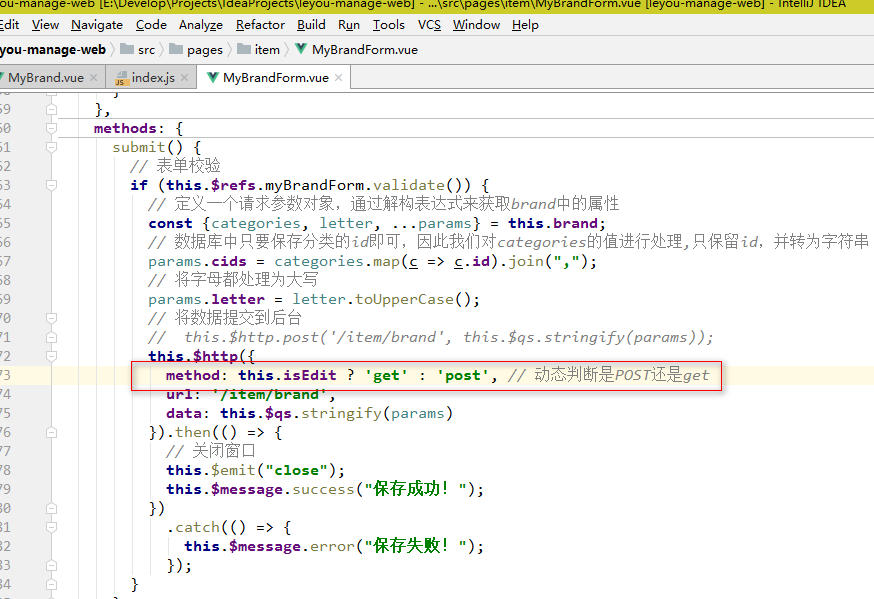 you-manage-web [E:\Develop\Projects\IdeaProjects\leyou-manage-web] - ...\src\pages\item\MyBrandForm.vue [leyou-manage-web] - IntelliJ IDEA
Edit View Navigate Code Analyze Refactor Build Run Tools VCS Window Help
you-manage-web src pages item MyBrandForm.vue
MyBrand.vue index.js MyBrandForm.vue
59 },
60 methods: {
61 submit() {
62 // 表单校验
63 if (this.$refs.myBrandForm.validate()) {
64 // 定义一个请求参数对象，通过解构表达式来获取brand中的属性
65 const {categories, letter, ...params} = this.brand;
66 // 数据库中只要保存分类的id即可，因此我们对categories的值进行处理,只保留id，并转为字符串
67 params.cids = categories.map(c => c.id).join(",");
68 // 将字母都处理为大写
69 params.letter = letter.toUpperCase();
70 // 将数据提交到后台
71 // this.$http.post('/item/brand', this.$qs.stringify(params));
72 this.$http({
73 method: this.isEdit ? 'get' : 'post', // 动态判断是POST还是get
74 url: '/item/brand',
75 data: this.$qs.stringify(params)
76 }).then(() => {
77 // 关闭窗口
78 this.$emit("close");
79 this.$message.success("保存成功！");
80 })
81 .catch(() => {
82 this.$message.error("保存失败！");
83 });
84 }